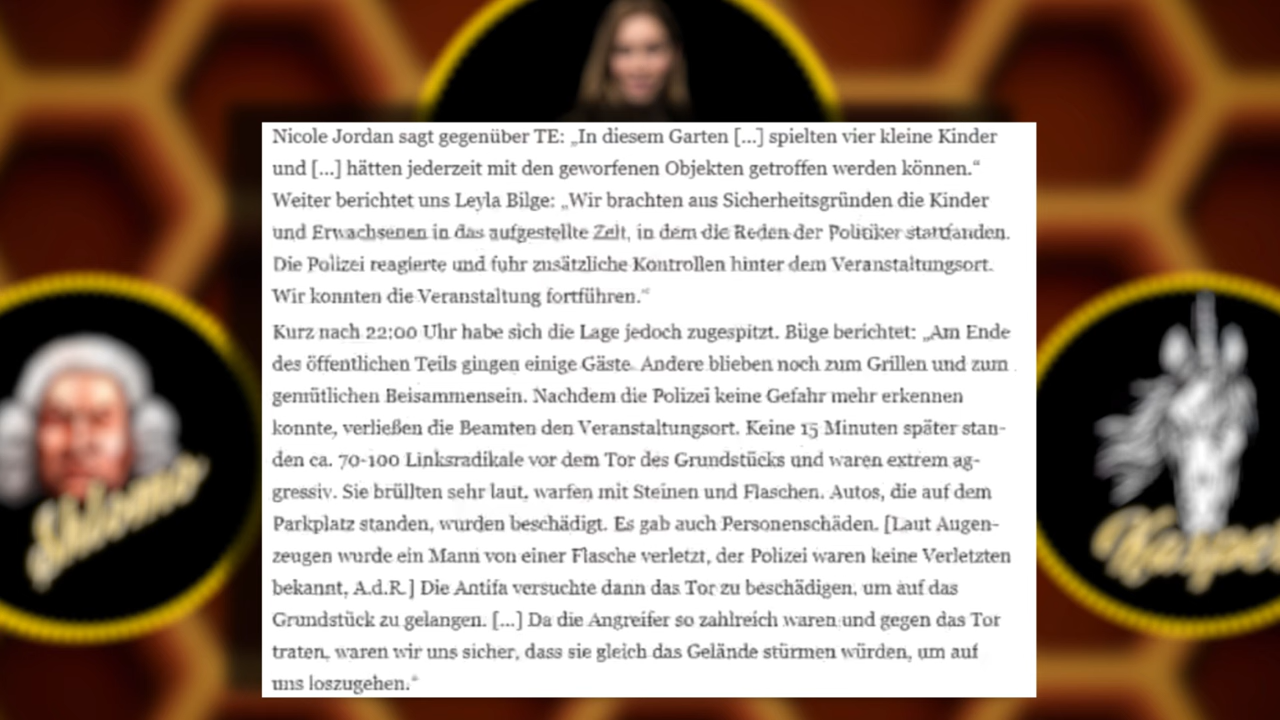 Nicole Jordan sagt gegenüber TE: „In diesem Garten [...] spielten vier kleine Kinder
und [...] hätten jederzeit mit den geworfenen Objekten getroffen werden können.“
Weiter berichtet uns Leyla Bilge: „Wir brachten aus Sicherheitsgründen die Kinder
und Erwachsenen in das aufgestellte Zelt, in dem die Reden der Politiker stattfanden.
Die Polizei reagierte und fuhr zusätzliche Kontrollen hinter dem Veranstaltungsort.
Wir konnten die Veranstaltung fortführen.“
Kurz nach 22:00 Uhr habe sich die Lage jedoch zugespitzt. Bilge berichtet: „Am Ende
des öffentlichen Teils gingen einige Gäste. Andere blieben noch zum Grillen und zum
gemütlichen Beisammensein. Nachdem die Polizei keine Gefahr mehr erkennen
konnte, verließen die Beamten den Veranstaltungsort. Keine 15 Minuten später stan-
den ca. 70-100 Linksradikale vor dem Tor des Grundstücks und waren extrem ag-
gressiv. Sie brüllten sehr laut, warfen mit Steinen und Flaschen. Autos, die auf dem
Parkplatz standen, wurden beschädigt. Es gab auch Personenschäden. [Laut Augen-
zeugen wurde ein Mann von einer Flasche verletzt, der Polizei waren keine Verletzten
bekannt, A.d.R.] Die Antifa versuchte dann das Tor zu beschädigen, um auf das
Grundstück zu gelangen. [...] Da die Angreifer so zahlreich waren und gegen das Tor
traten, waren wir uns sicher, dass sie gleich das Gelände stürmen würden, um auf
uns loszugehen.“
Shlomo